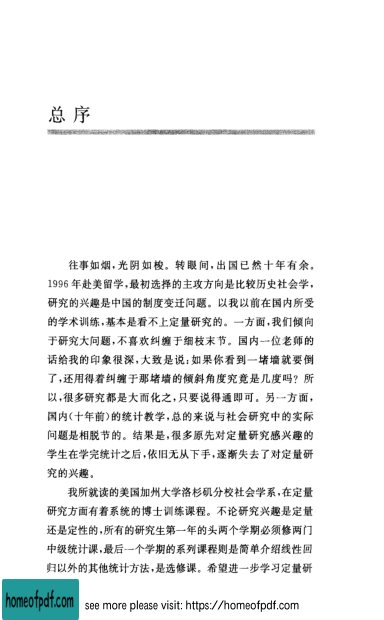 总 序
往事如烟,光阴如梭。转眼间,出国已然十年有余。
1996 年赴美留学,最初选择的主攻方向是比较历史社会学,
研究的兴趣是中国的制度变迁问题。以我以前在国内所受
的学术训练,基本是看不上定量研究的。一方面,我们倾向
于研究大问题,不喜欢纠缠于细枝末节。国内一位老师的
话给我的印象很深,大致是说:如果你看到一堵墙就要倒
了,还用得着纠缠于那堵墙的倾斜角度究竟是几度吗?所
以,很多研究都是大而化之,只要说得通即可。另一方面,
国内(十年前)的统计教学,总的来说与社会研究中的实际
问题是相脱节的。结果是,很多原先对定量研究感兴趣的
学生在学完统计之后,依旧无从下手,逐渐失去了对定量研
究的兴趣。
我所就读的美国加州大学洛杉矶分校社会学系,在定量
研究方面有着系统的博士训练课程。不论研究兴趣是定量
还是定性的,所有的研究生第一年的头两个学期必须修两门
中级统计课,最后一个学期的系列课程则是简单介绍线性回
归以外的其他统计方法,是选修课。希望进一步学习定量研
homeofpdf.com
see more please visit: https://homeofpdf.com